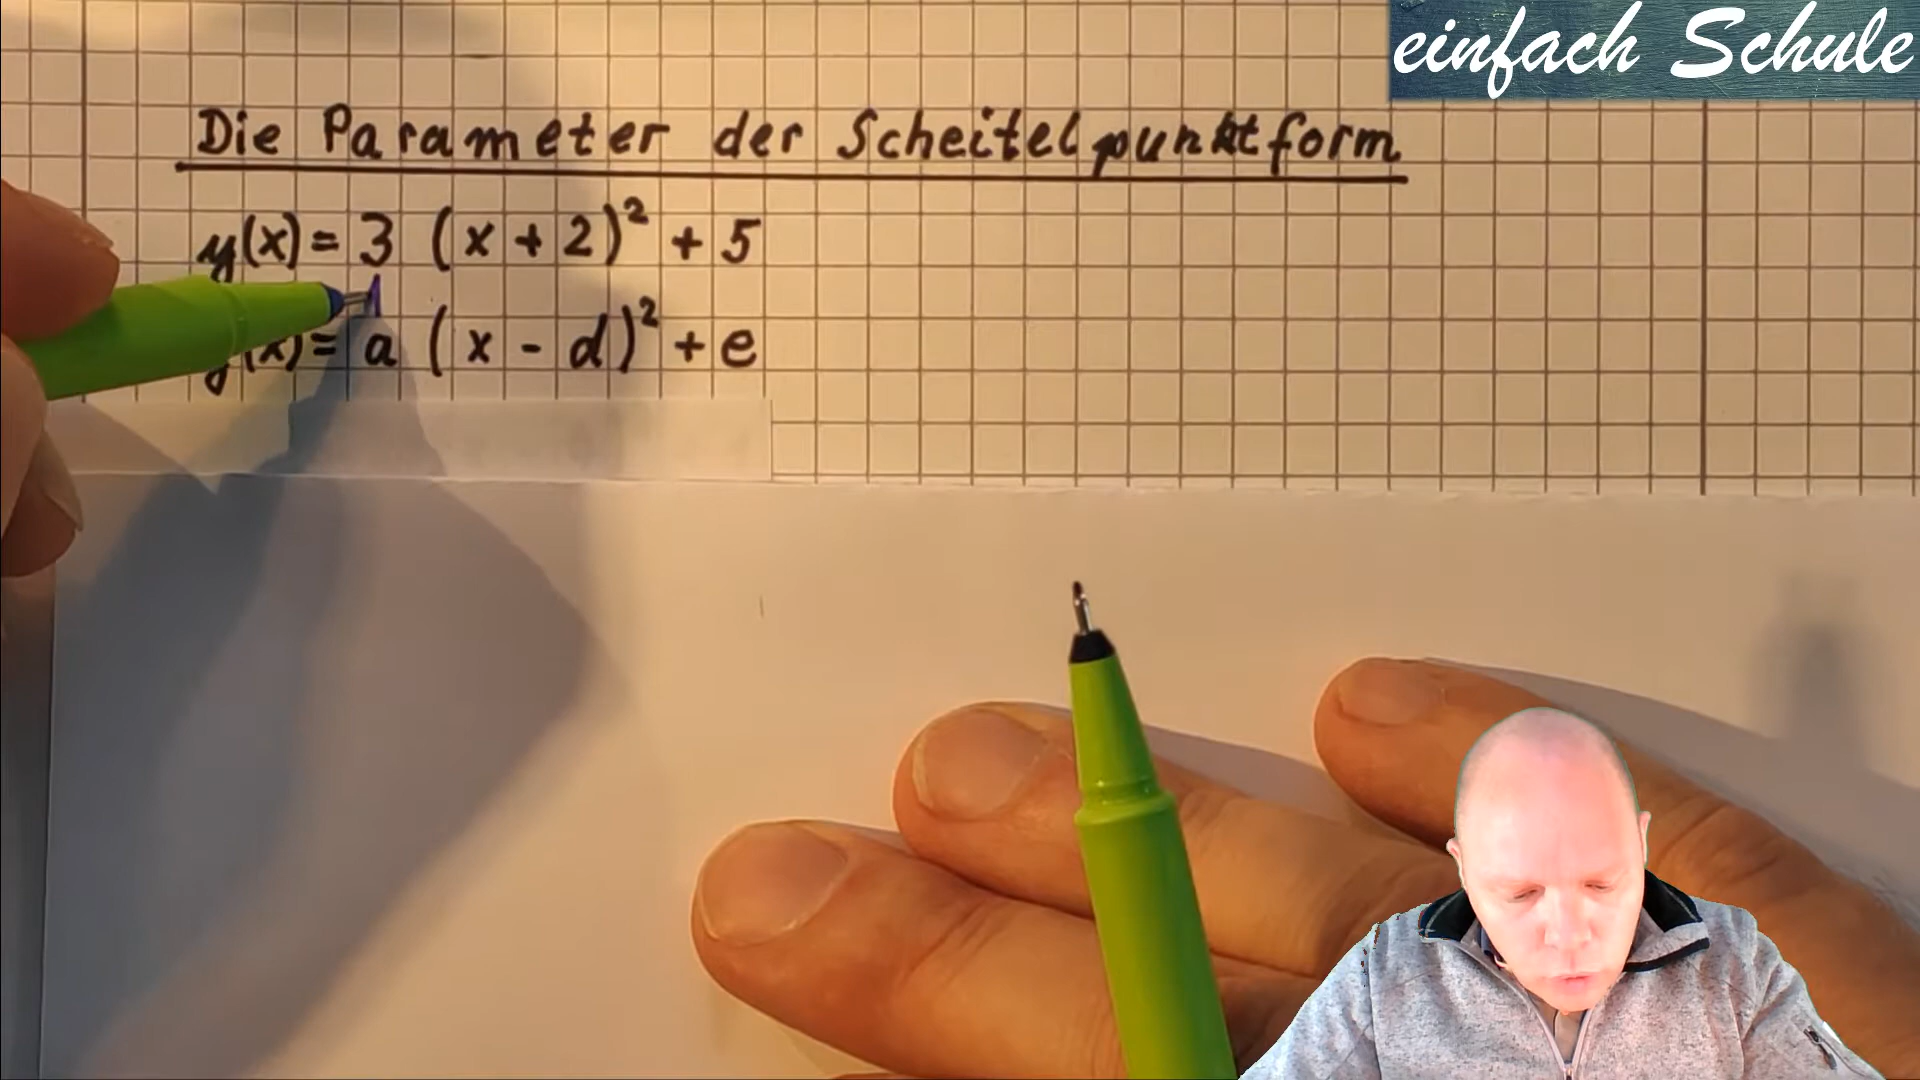 einfach Schule
Die Parameter der Scheitelpunktform
y(x) = 3 (x + 2)² + 5
y(x) = a (x - d)² + e